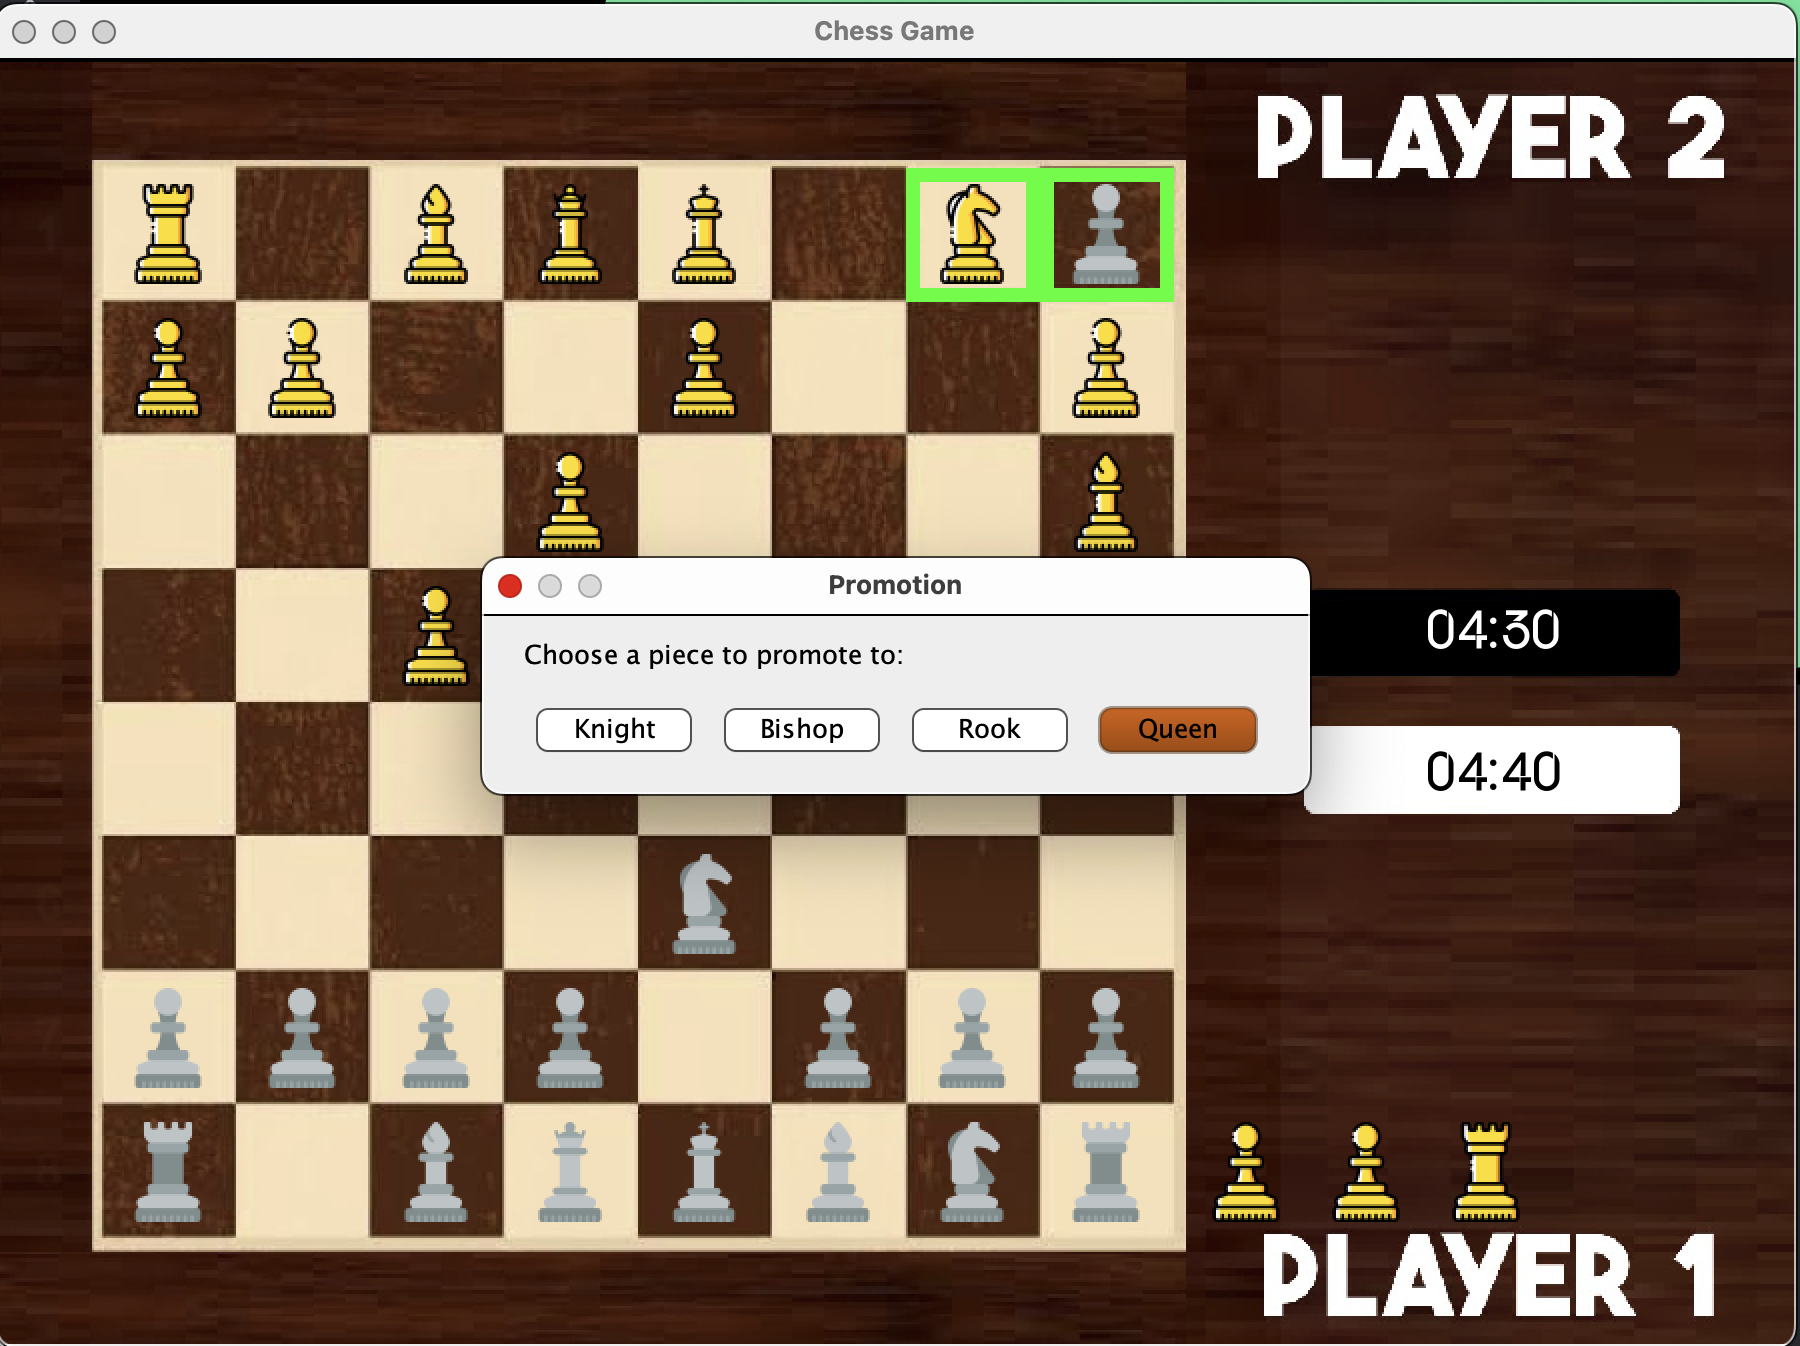 Chess Game
PLAYER 2
Promotion
Choose a piece to promote to:
Knight
Bishop
Rook
Queen
04:30
04:40
PLAYER 1